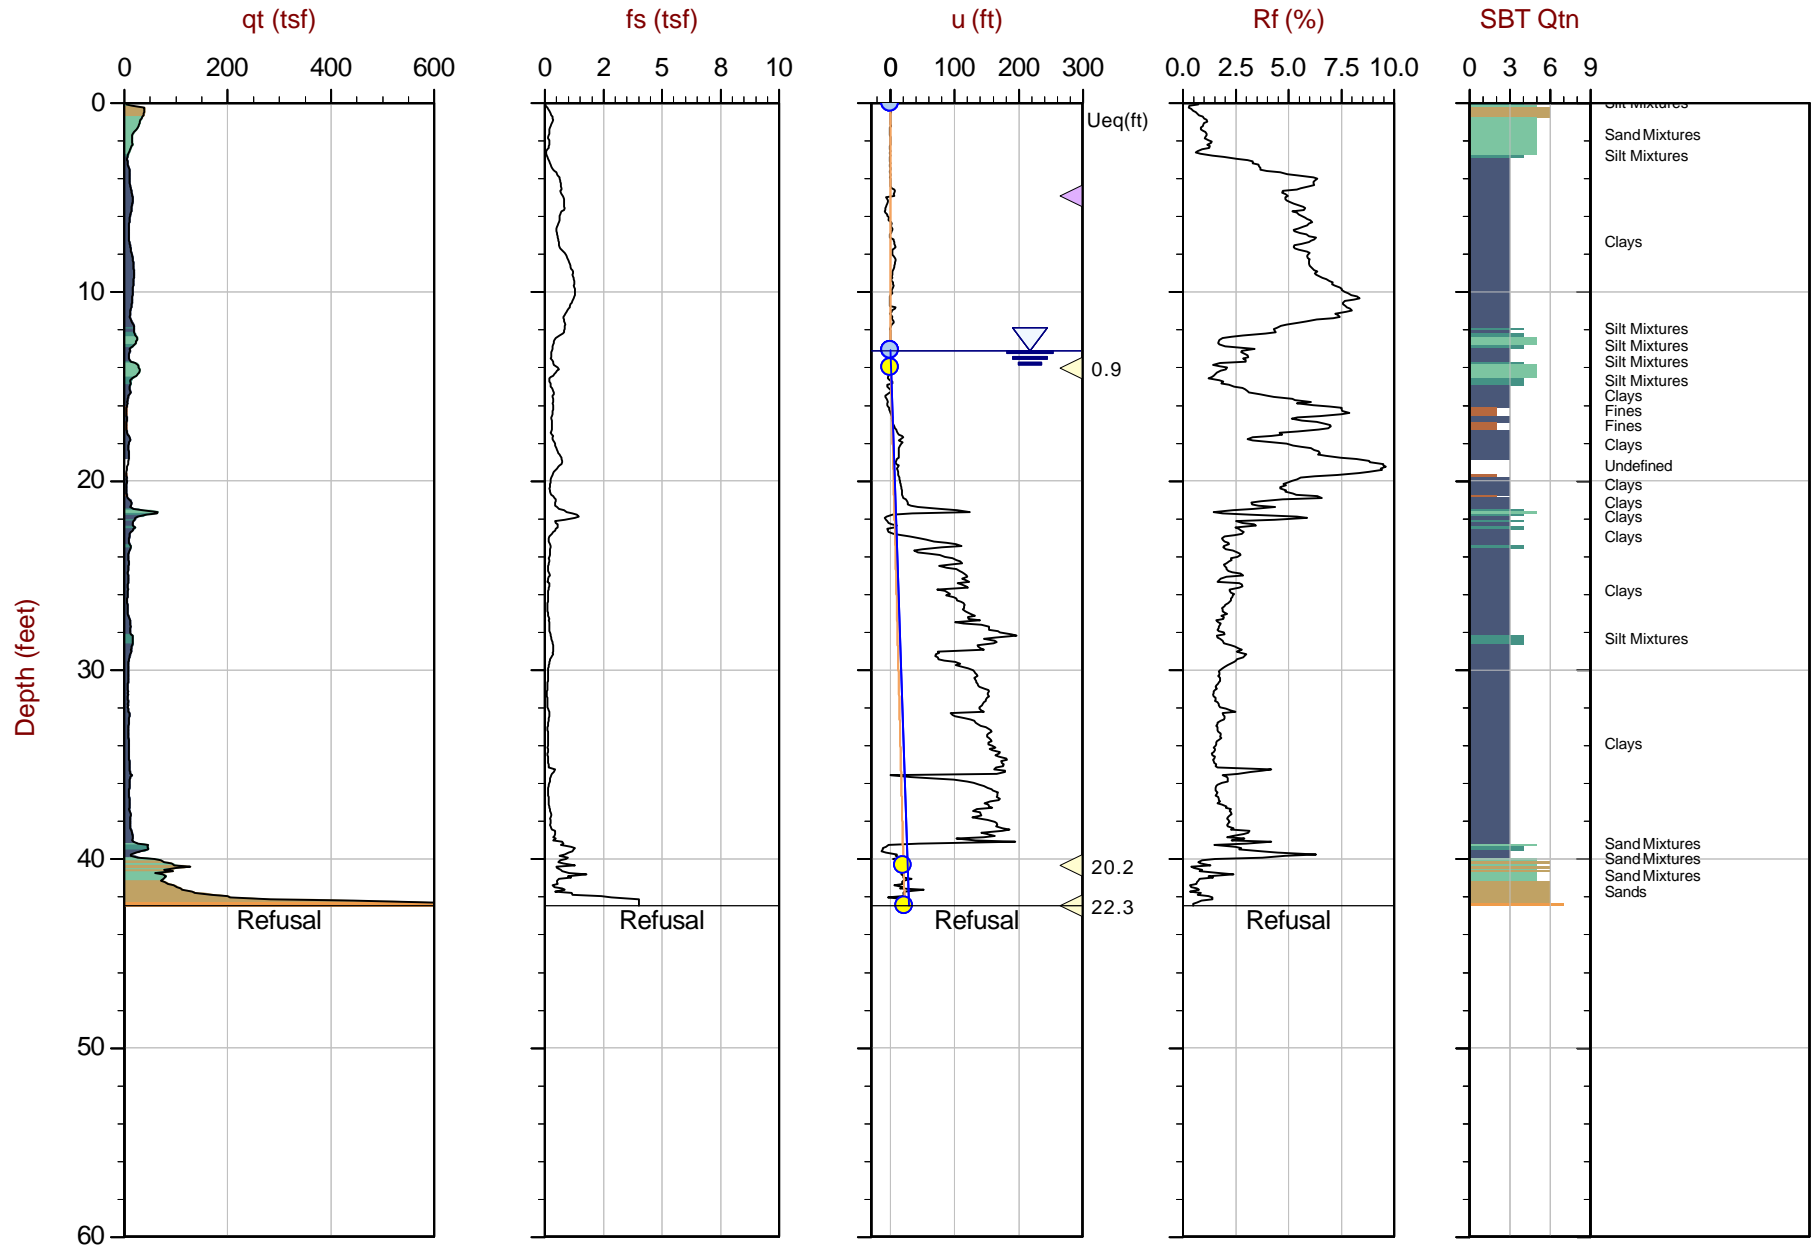 qt (tsf) fs (tsf) u (ft) Rf (%) SBT Qtn
0 200 400 600 0 2 5 8 10 0 100 200 300 0.0 2.5 5.0 7.5 10.0 0 3 6 9
0
Silt Mixtures
Ueq(ft)
Sand Mixtures
Silt Mixtures
Clays
10
Silt Mixtures
Silt Mixtures
Silt Mixtures
0.9
Silt Mixtures
Clays
Fines
Fines
Clays
Undefined
20
Clays
Clays
Clays
Clays
Clays
Silt Mixtures
Depth (feet)
30
Clays
Sand Mixtures
40
Sand Mixtures
20.2
Sand Mixtures
Sands
22.3
Refusal Refusal Refusal Refusal
50
60